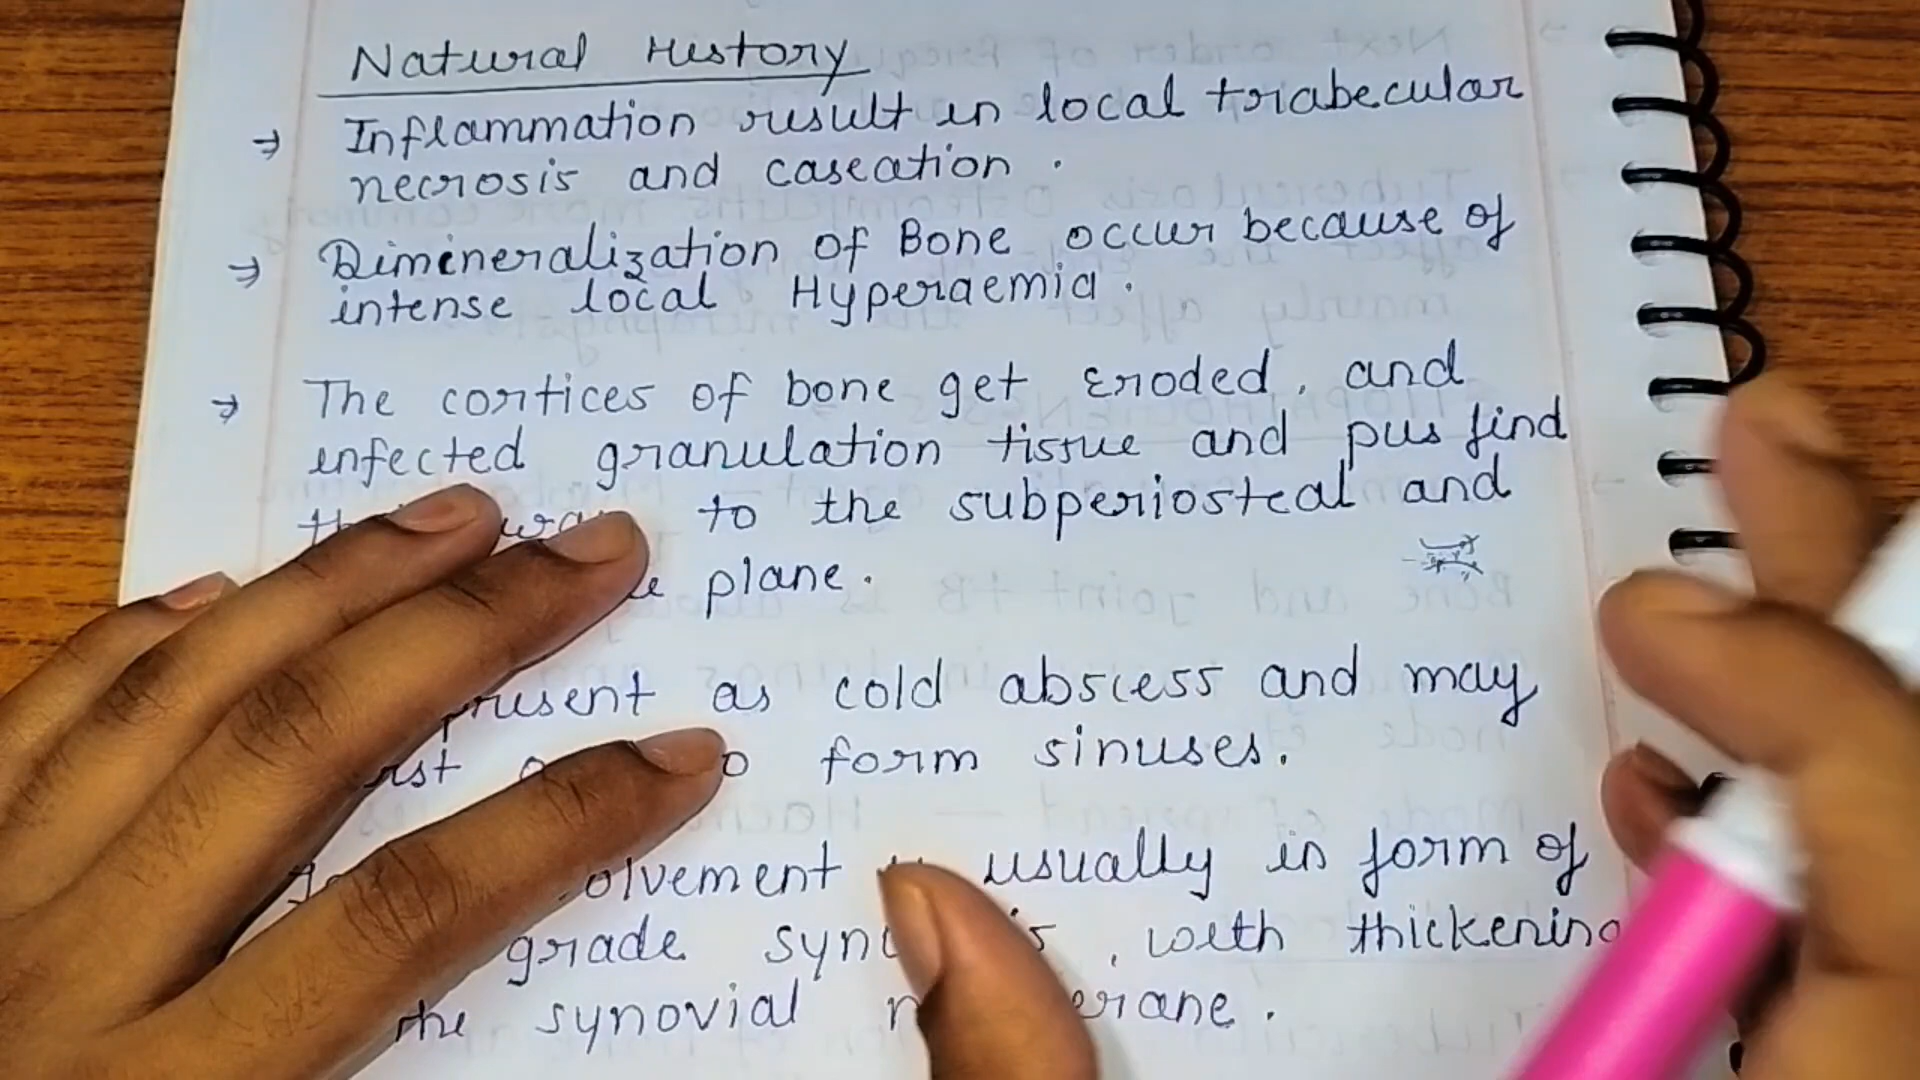 Natural History
→ Inflammation result in local trabecular
necrosis and caseation .
→ Dimineralization of Bone occur because of
intense local Hyperaemia .
→ The cortices of bone get Eroded, and
infected granulation tissue and pus find
to the subperiosteal and
plane.
present as cold abscess and may
form sinuses.
usually in form of
grade , with thickening
the synovial